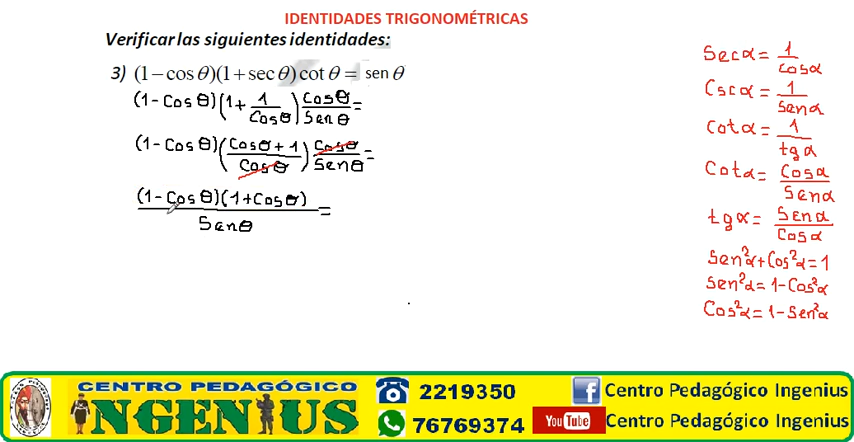 IDENTIDADES TRIGONOMÉTRICAS
Verificar las siguientes identidades:
3) (1−cos θ)(1+sec θ)cot θ = sen θ
(1-Cosθ)(1+1/Cosθ)Cosθ/Senθ=
(1-Cosθ)((Cosθ+1)/Cosθ)Cosθ/Senθ=
(1-Cosθ)(1+Cosθ)/Senθ=
Secα=1/Cosα
Cscα=1/Senα
Cotα=1/tgα
Cotα=Cosα/Senα
tgα=Senα/Cosα
Sen²α+Cos²α=1
Sen²α=1-Cos²α
Cos²α=1-Sen²α
CENTRO PEDAGÓGICO
INGENIUS
2219350
76769374
f Centro Pedagógico Ingenius
YouTube Centro Pedagógico Ingenius